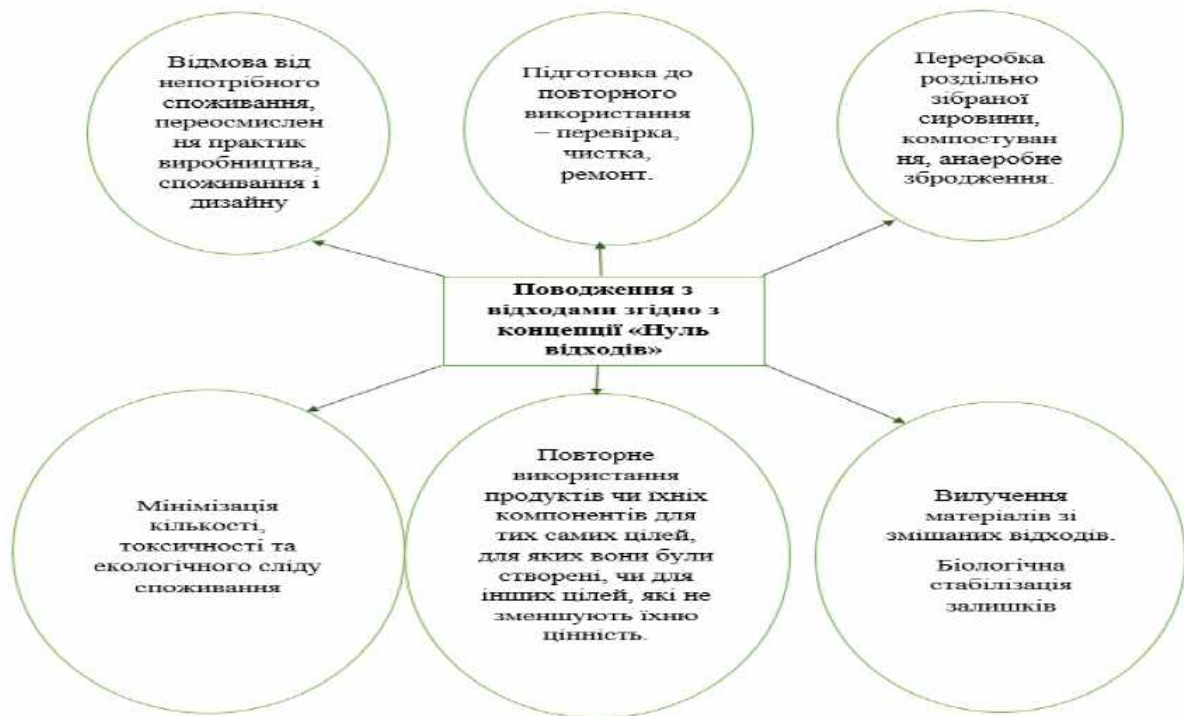 Відмова від
непотрібного
споживання,
переосмислен
ня практик
виробництва,
споживання і
дизайну
Підготовка до
повторного
використання
– перевірка,
чистка,
ремонт.
Переробка
роздільно
зібраної
сировини,
компостуван
ня, анаеробне
збродження.
Поводження з
відходами згідно з
концепції «Нуль
відходів»
Мінімізація
кількості,
токсичності та
екологічного сліду
споживання
Повторне
використання
продуктів чи їхніх
компонентів для
тих самих цілей,
для яких вони були
створені, чи для
інших цілей, які не
зменшують їхню
цінність.
Вилучення
матеріалів зі
змішаних відходів.
Біологічна
стабілізація
залишків